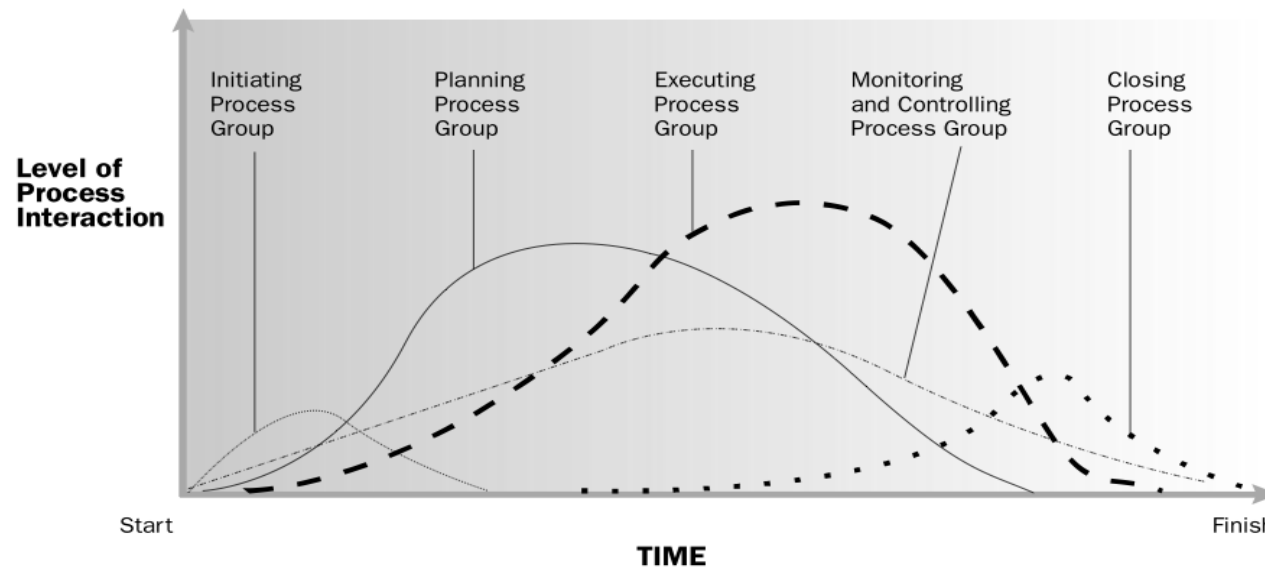 Initiating
Process
Group
Planning
Process
Group
Executing
Process
Group
Monitoring
and Controlling
Process Group
Closing
Process
Group
Level of
Process
Interaction
Start
Finish
TIME